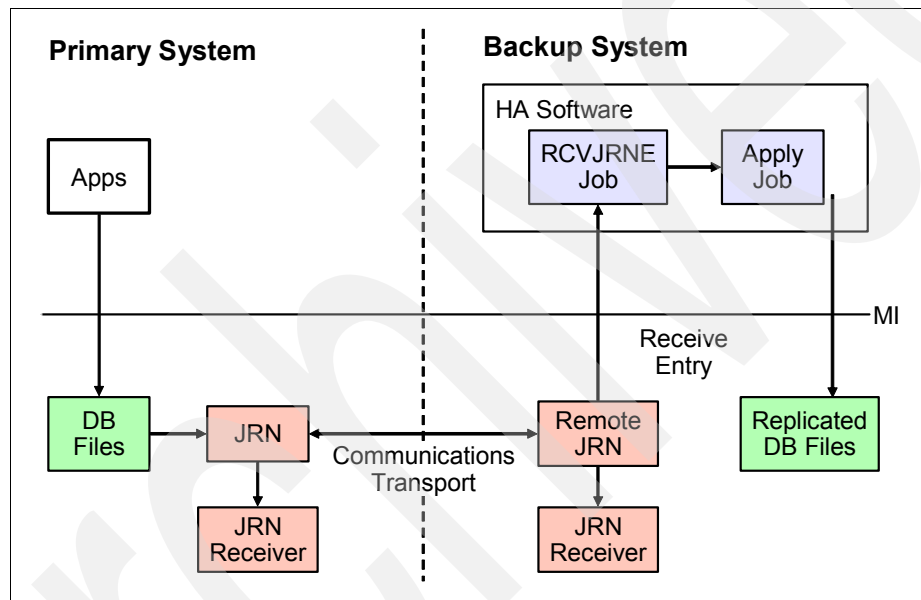 Primary System
Backup System
HA Software
RCVJRNE
Job
Apply
Job
Apps
MI
Receive
Entry
DB
Files
JRN
Communications
Transport
Remote
JRN
Replicated
DB Files
JRN
Receiver
JRN
Receiver